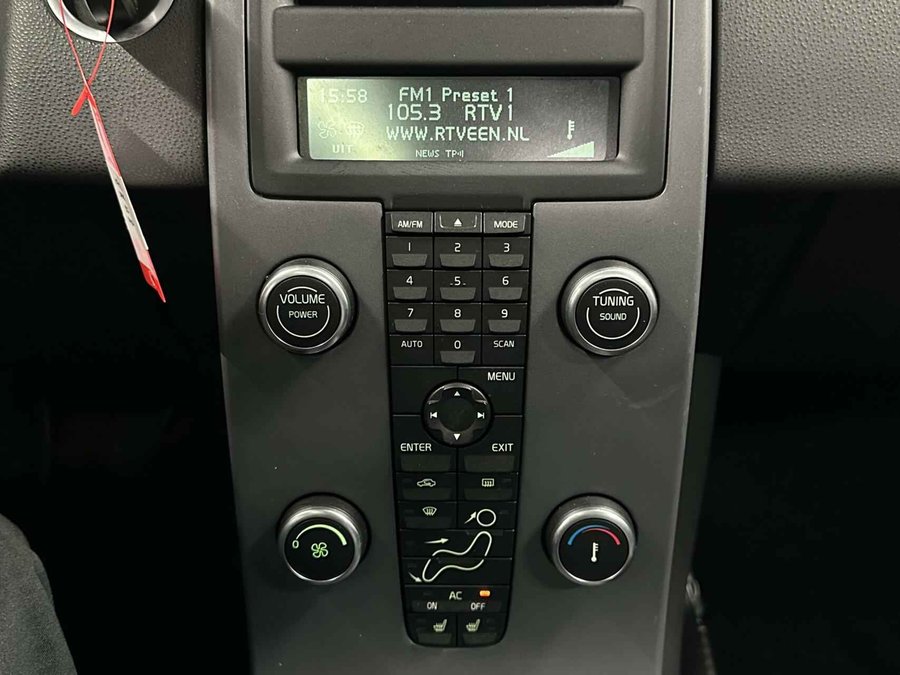 15:58 FM1 Preset 1
105.3 RTV1
WWW.RTVEEN.NL
UIT NEWS TP
AM/FM MODE
1 2 3
4 5 6
7 8 9
AUTO 0 SCAN
VOLUME
POWER
TUNING
SOUND
MENU
ENTER EXIT
0
AC
ON OFF